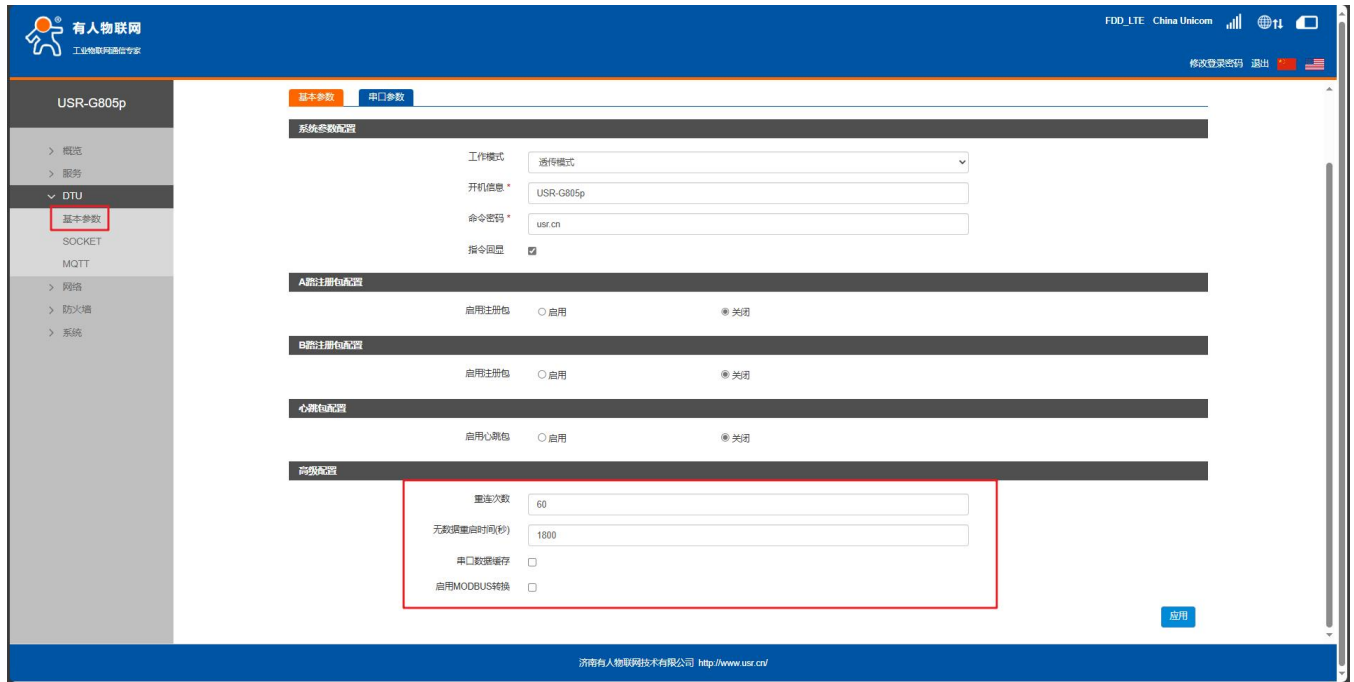 有人物联网
工业物联网通信专家
FDD_LTE China Unicom
修改登录密码 退出
USR-G805p
概览
服务
DTU
基本参数
SOCKET
MQTT
网络
防火墙
系统
基本参数 串口参数
系统参数配置
工作模式 透传模式
开机信息 * USR-G805p
命令密码 * usr.cn
指令回显
A路注册包配置
启用注册包 启用 关闭
B路注册包配置
启用注册包 启用 关闭
心跳包配置
启用心跳包 启用 关闭
高级配置
重连次数 60
无数据重启时间(秒) 1800
串口数据缓存
启用MODBUS转换
应用
济南有人物联网技术有限公司 http://www.usr.cn/